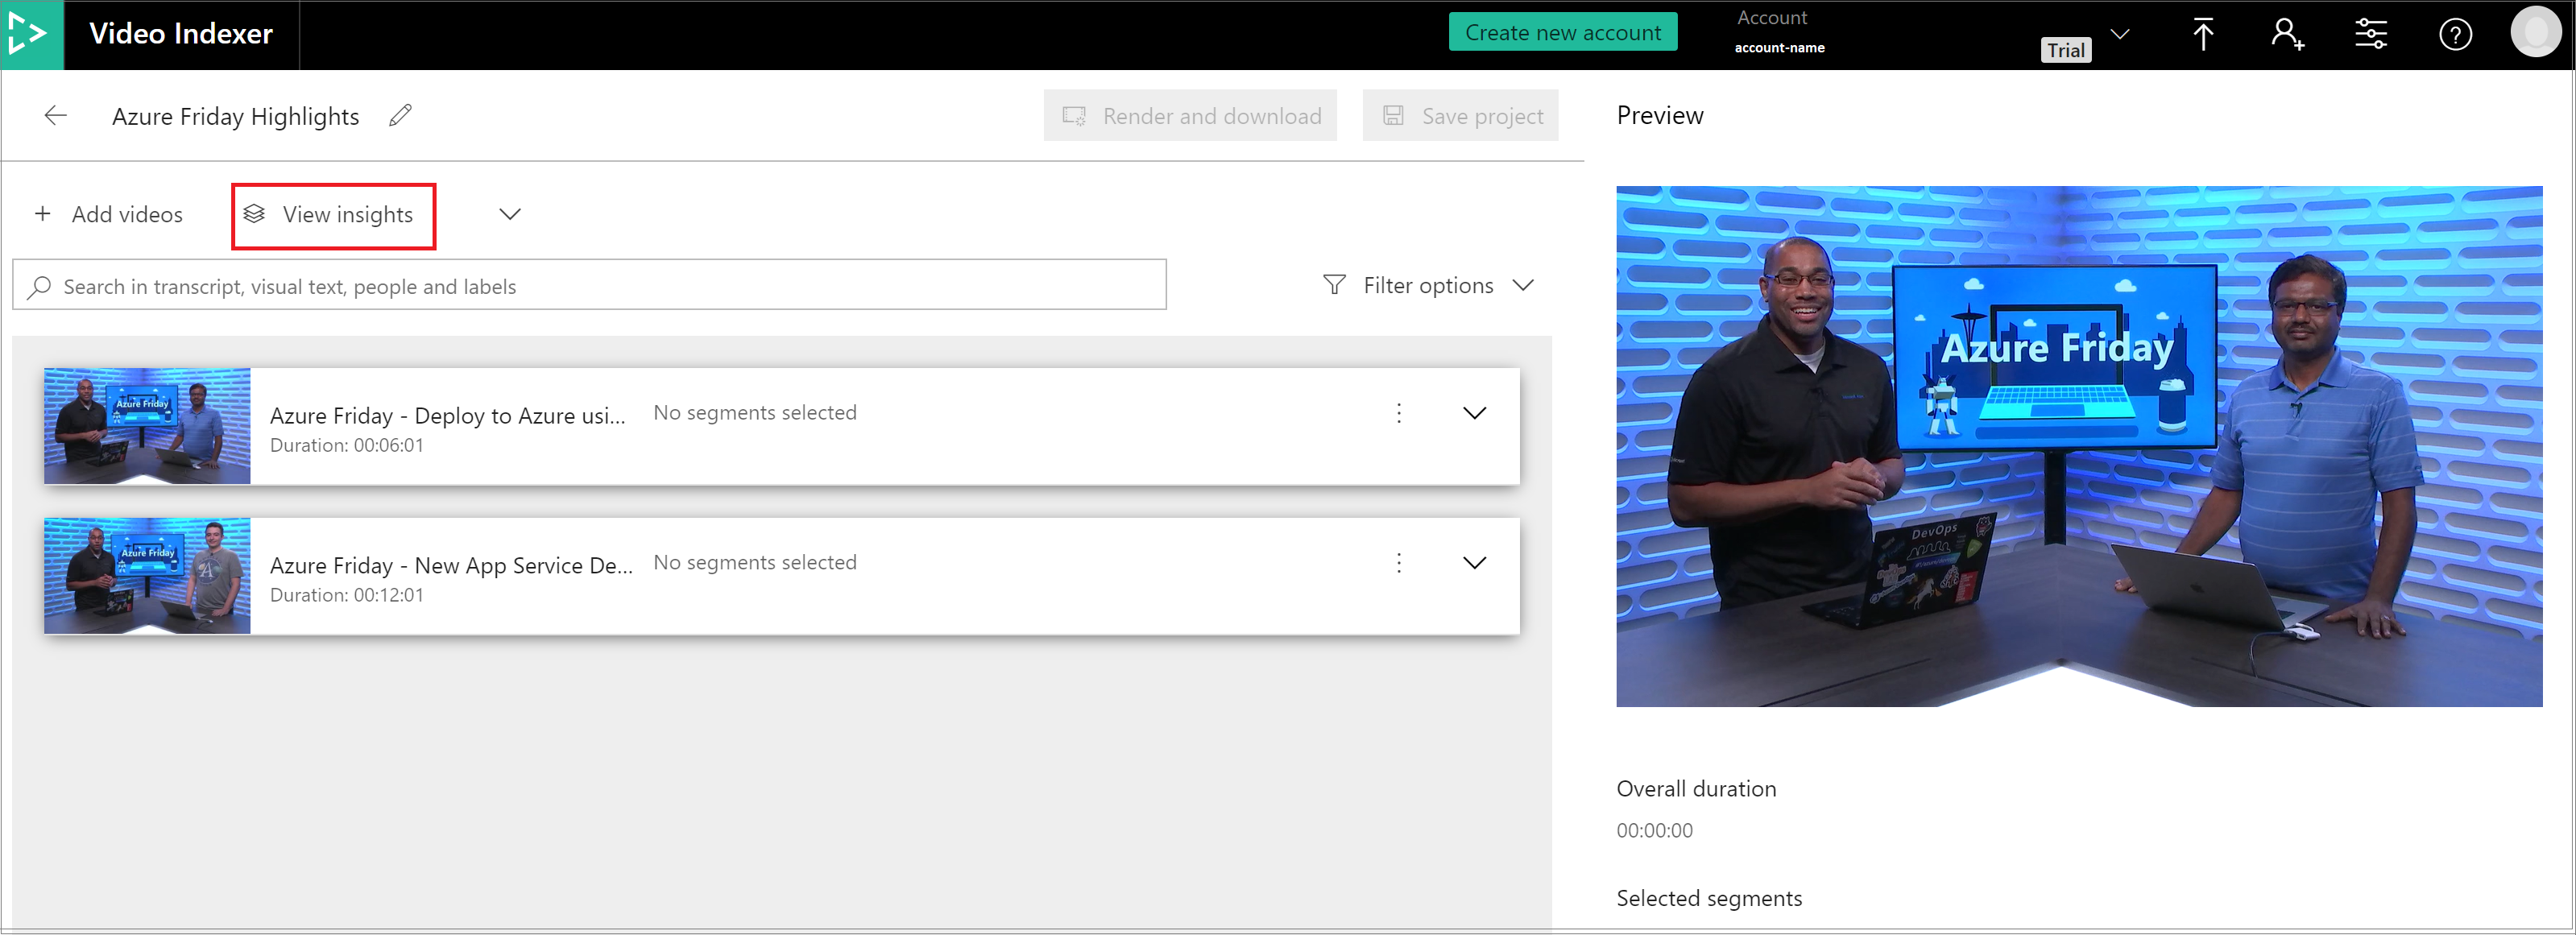 Video Indexer
Create new account
Account
account-name
Trial
Azure Friday Highlights
Render and download
Save project
Preview
Add videos
View insights
Search in transcript, visual text, people and labels
Filter options
Azure Friday - Deploy to Azure usi...
No segments selected
Duration: 00:06:01
Azure Friday - New App Service De...
No segments selected
Duration: 00:12:01
Azure Friday
DevOps
Azure Friday
Azure Friday
Overall duration
00:00:00
Selected segments